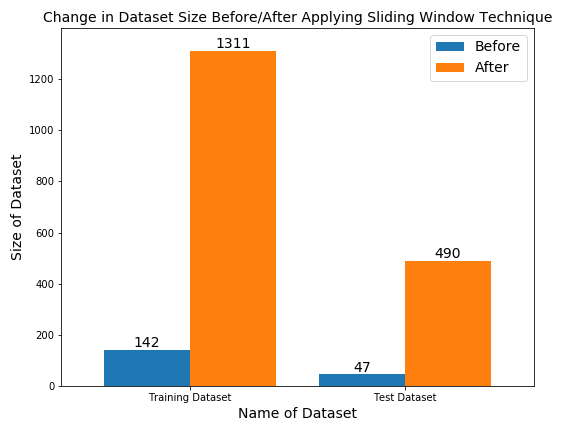 Change in Dataset Size Before/After Applying Sliding Window Technique
Before
After
Size of Dataset
1200
1000
800
600
400
200
0
1311
142
490
47
Training Dataset
Test Dataset
Name of Dataset